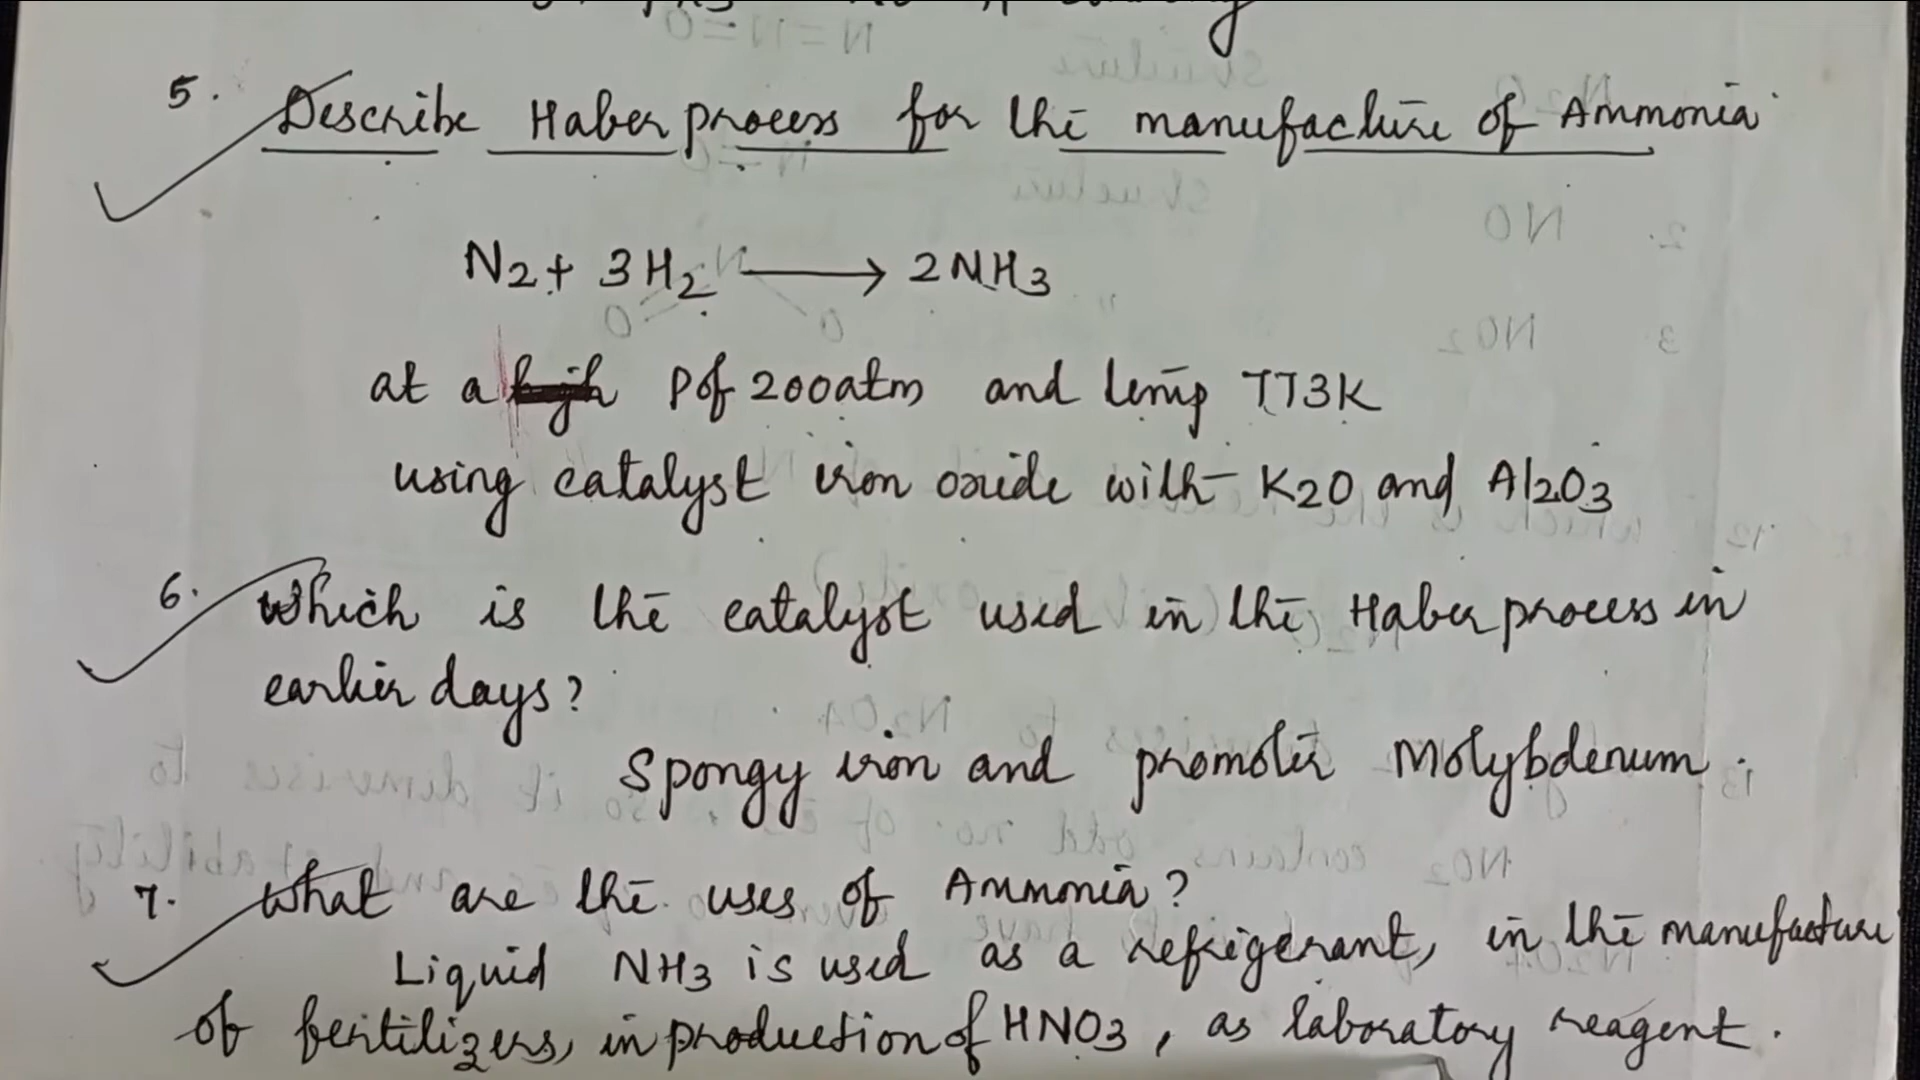 5. Describe Haber process for the manufacture of Ammonia
N2 + 3H2 → 2NH3
at a high P of 200atm and temp 773K
using catalyst iron oxide with K2O and Al2O3
6. Which is the catalyst used in the Haber process in
earlier days?
Spongy iron and promoter Molybdenum.
7. What are the uses of Ammonia?
Liquid NH3 is used as a refrigerant, in the manufacture
of fertilizers, in production of HNO3, as laboratory reagent.